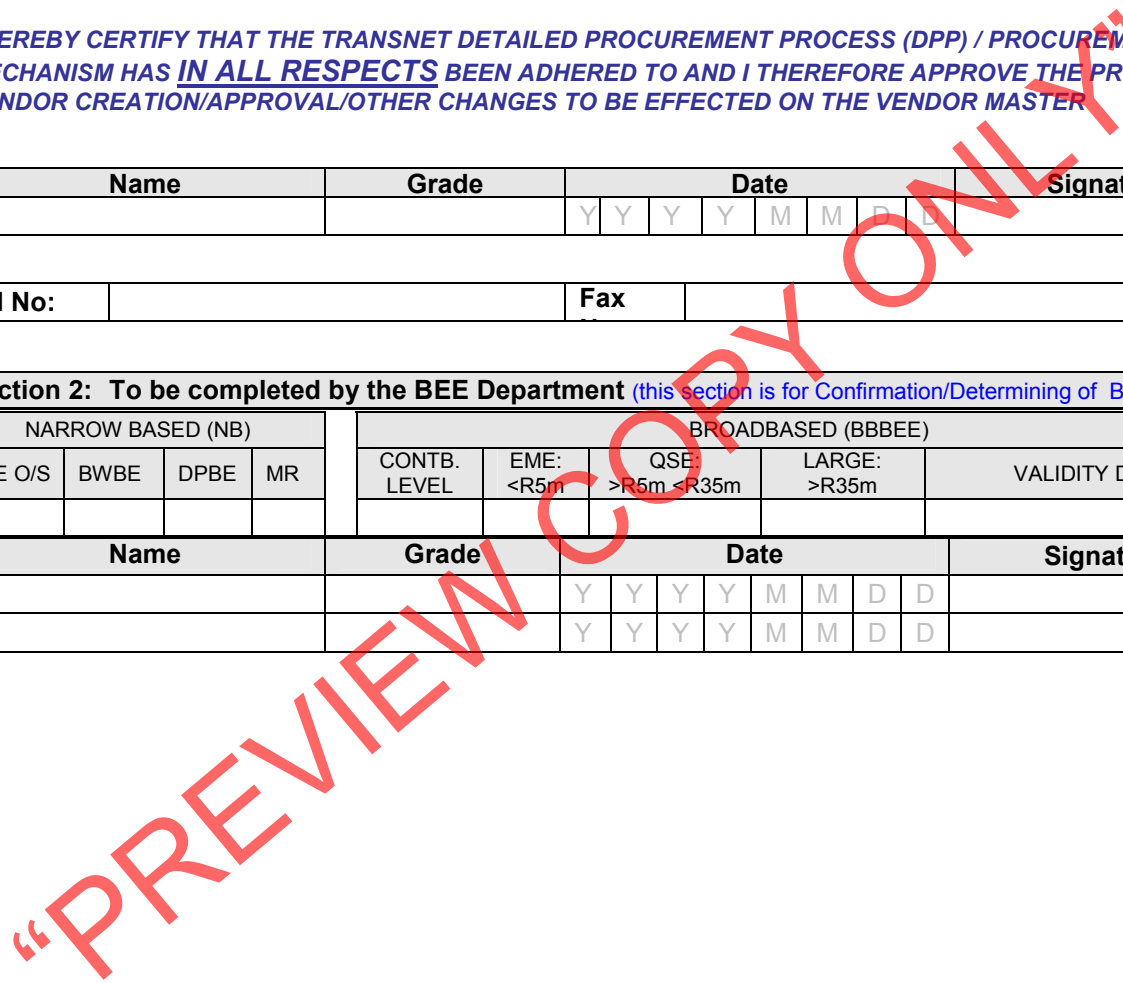 EREBY CERTIFY THAT THE TRANSNET DETAILED PROCUREMENT PROCESS (DPP) / PROCUREM
ECHANISM HAS IN ALL RESPECTS BEEN ADHERED TO AND I THEREFORE APPROVE THE PR
NDOR CREATION/APPROVAL/OTHER CHANGES TO BE EFFECTED ON THE VENDOR MASTER
Name Grade Date Signat
Y Y Y Y M M D D
No: Fax
ction 2: To be completed by the BEE Department (this section is for Confirmation/Determining of B
NARROW BASED (NB) BROADBASED (BBBEE)
E O/S BWBE DPBE MR CONTB. LEVEL EME: <R5m QSE: >R5m <R35m LARGE: >R35m VALIDITY D
Name Grade Date Signat
Y Y Y Y M M D D
Y Y Y Y M M D D
“PREVIEW COPY ONLY”